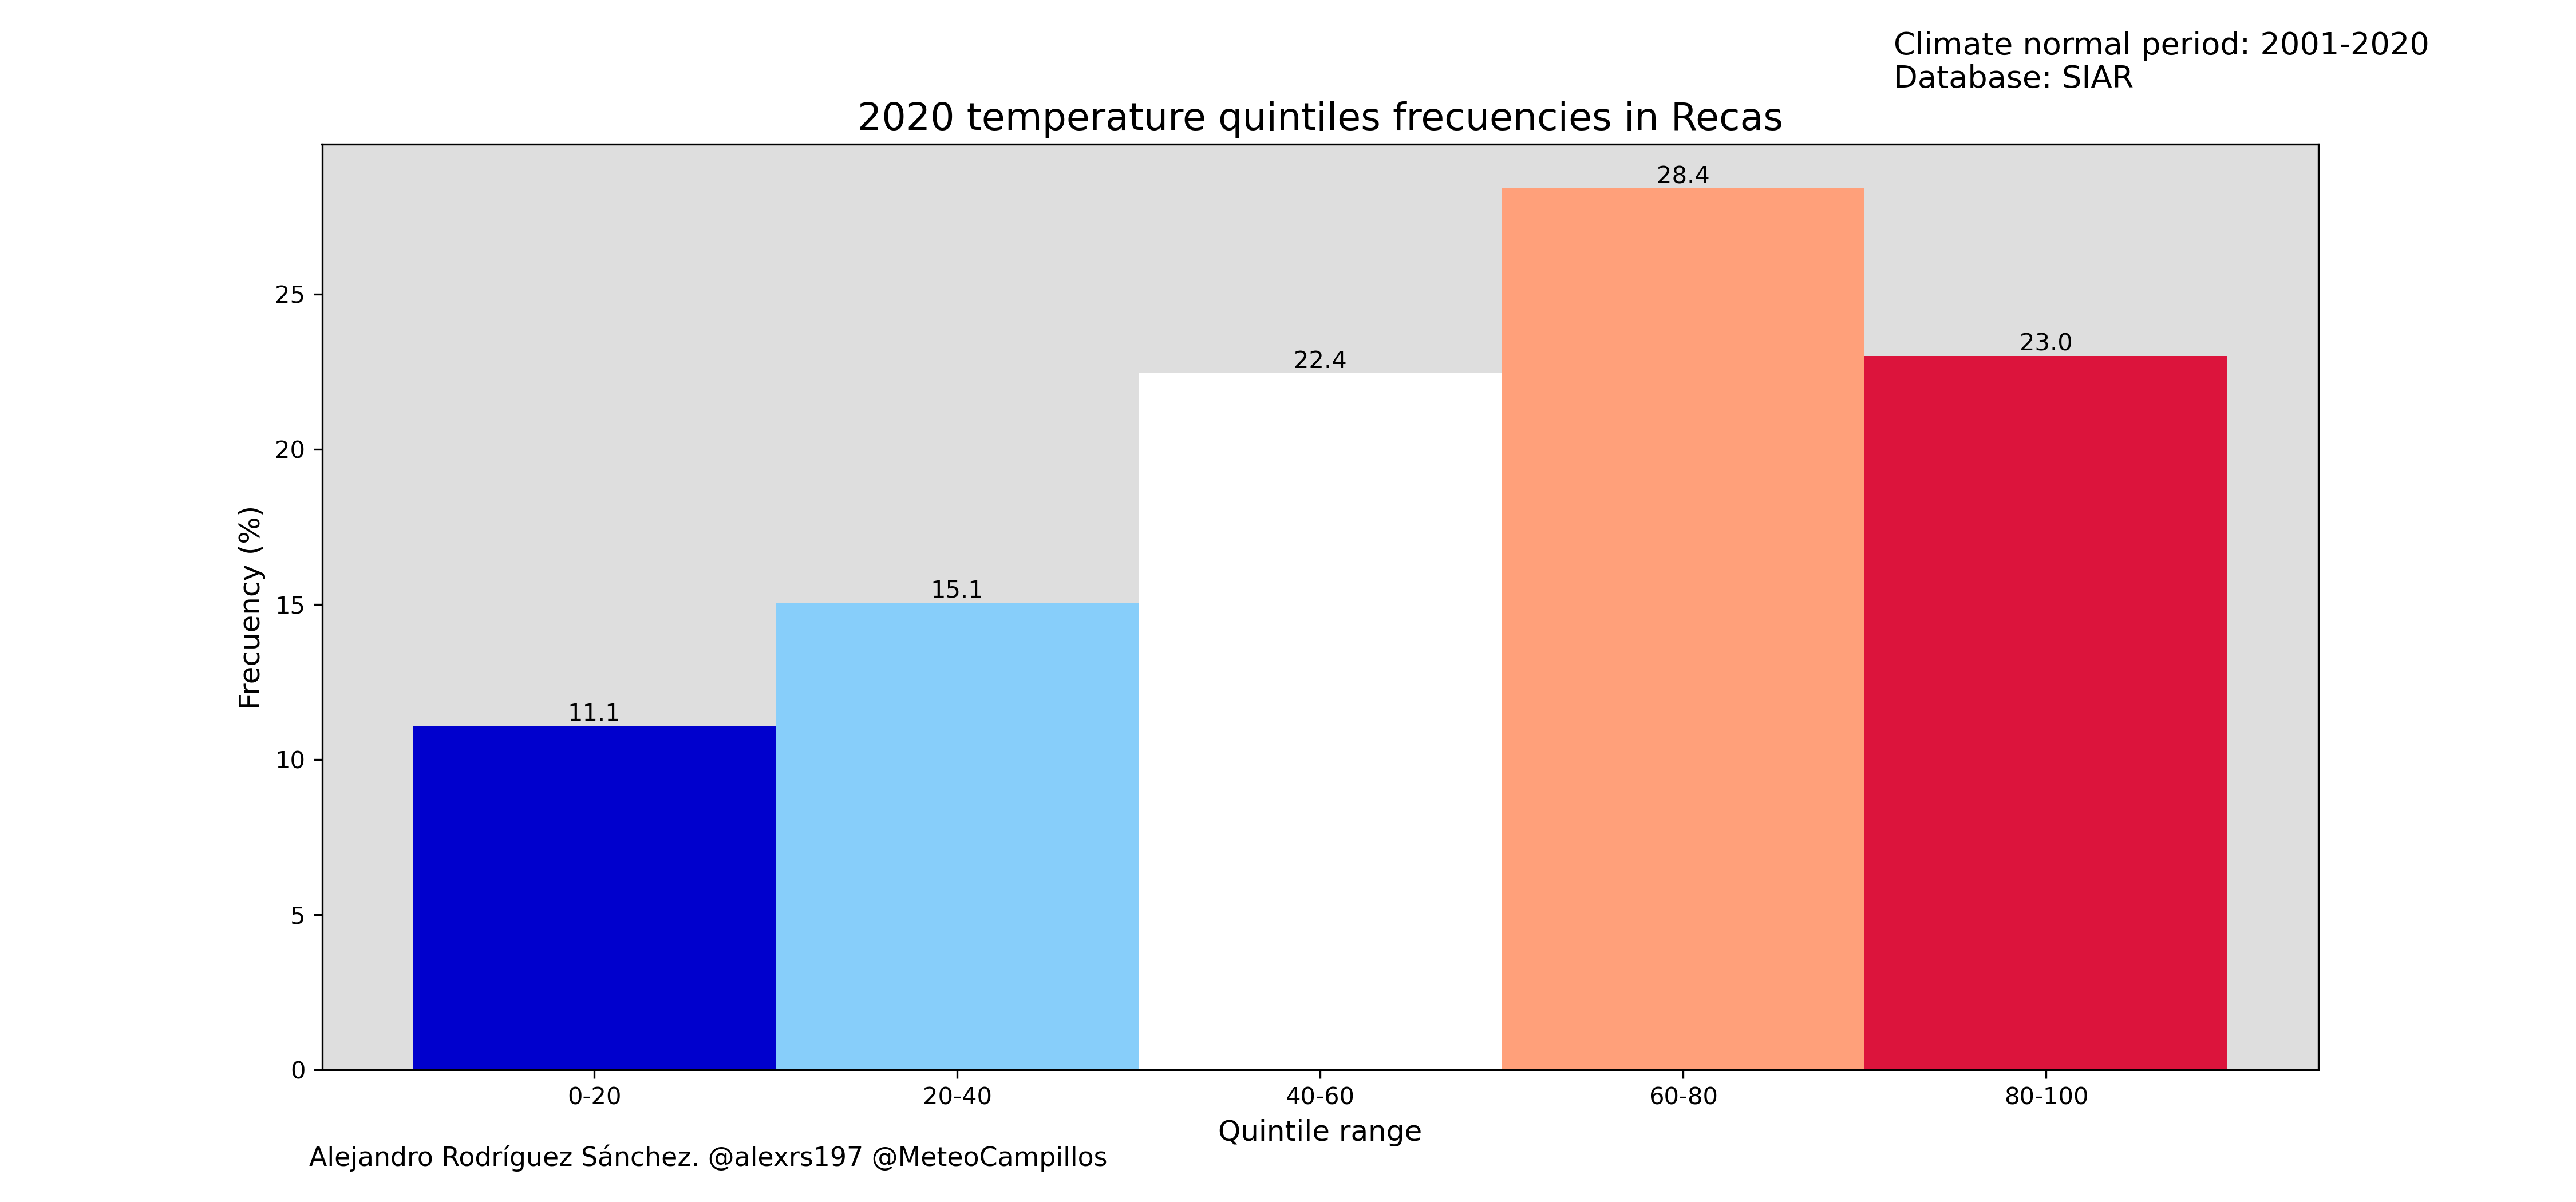 Climate normal period: 2001-2020
Database: SIAR
2020 temperature quintiles frecuencies in Recas
28.4
25
23.0
22.4
20
Frecuency (%)
15.1
15
11.1
10
5
0
0-20 20-40 40-60 60-80 80-100
Quintile range
Alejandro Rodríguez Sánchez. @alexrs197 @MeteoCampillos